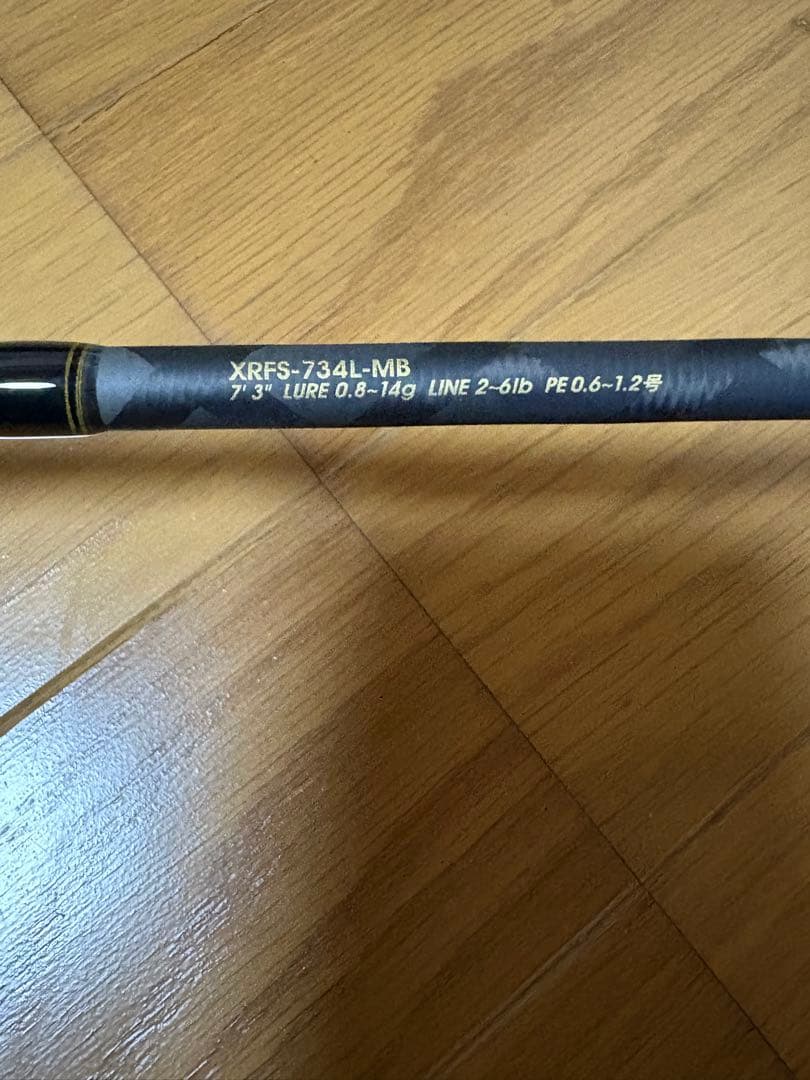 XRFS-734L-MB
7' 3" LURE 0.8~14g LINE 2~6lb PE 0.6~1.2号